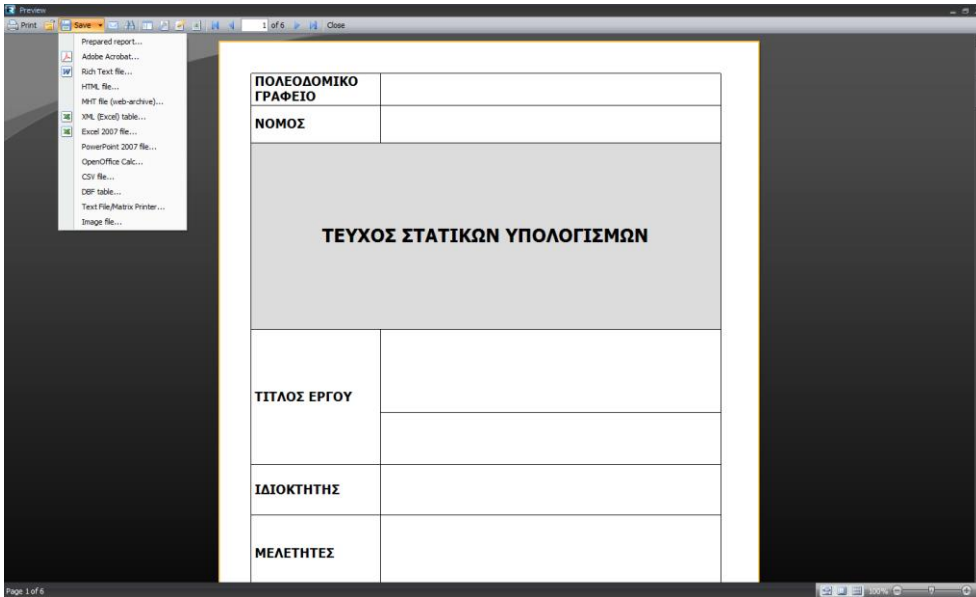 Preview
Print Save 1 of 6 Close
Prepared report...
Adobe Acrobat...
Rich Text file...
HTML file...
MHT file (web-archive)...
XML (Excel) table...
Excel 2007 file...
PowerPoint 2007 file...
OpenOffice Calc...
CSV file...
DBF table...
Text File/Matrix Printer...
Image file...
ΠΟΛΕΟΔΟΜΙΚΟ
ΓΡΑΦΕΙΟ
ΝΟΜΟΣ
ΤΕΥΧΟΣ ΣΤΑΤΙΚΩΝ ΥΠΟΛΟΓΙΣΜΩΝ
ΤΙΤΛΟΣ ΕΡΓΟΥ
ΙΔΙΟΚΤΗΤΗΣ
ΜΕΛΕΤΗΤΕΣ
Page 1 of 6 100%